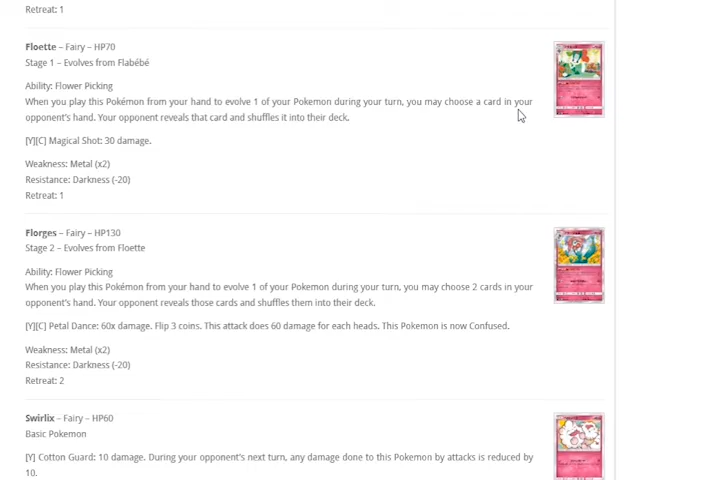 Retreat: 1
Floette – Fairy – HP70
Stage 1 – Evolves from Flabébé
Ability: Flower Picking
When you play this Pokémon from your hand to evolve 1 of your Pokemon during your turn, you may choose a card in your
opponent's hand. Your opponent reveals that card and shuffles it into their deck.
[Y][C] Magical Shot: 30 damage.
Weakness: Metal (x2)
Resistance: Darkness (-20)
Retreat: 1
Florges – Fairy – HP130
Stage 2 – Evolves from Floette
Ability: Flower Picking
When you play this Pokémon from your hand to evolve 1 of your Pokemon during your turn, you may choose 2 cards in your
opponent's hand. Your opponent reveals those cards and shuffles them into their deck.
[Y][C] Petal Dance: 60x damage. Flip 3 coins. This attack does 60 damage for each heads. This Pokemon is now Confused.
Weakness: Metal (x2)
Resistance: Darkness (-20)
Retreat: 2
Swirlix – Fairy – HP60
Basic Pokemon
[Y] Cotton Guard: 10 damage. During your opponent's next turn, any damage done to this Pokemon by attacks is reduced by
10.